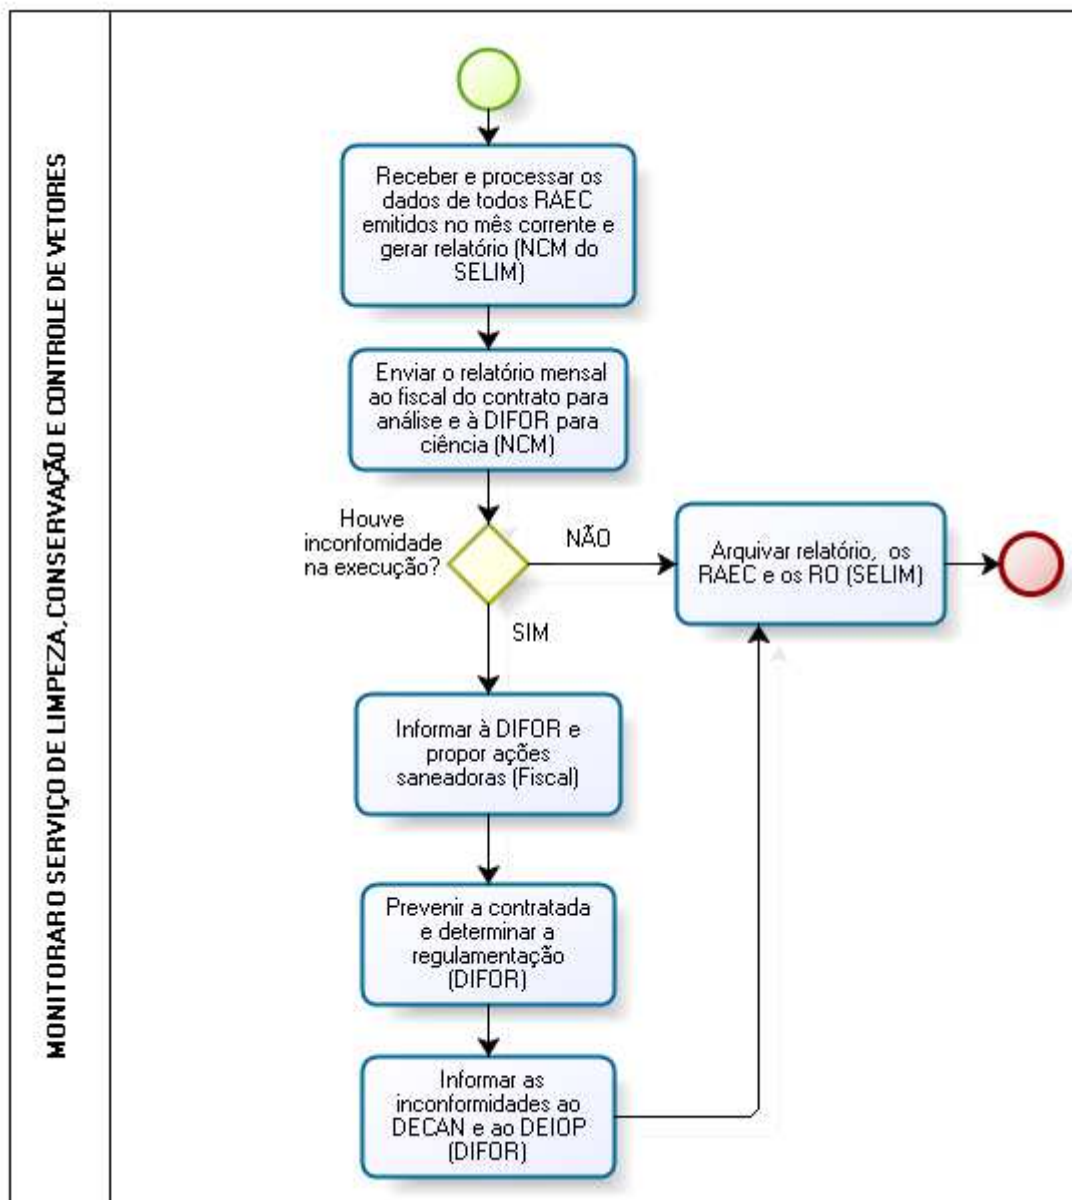 MONITORAR O SERVIÇO DE LIMPEZA, CONSERVAÇÃO E CONTROLE DE VETORES
Receber e processar os
dados de todos RAEC
emitidos no mês corrente e
gerar relatório (NCM do
SELIM)
Enviar o relatório mensal
ao fiscal do contrato para
análise e à DIFOR para
ciência (NCM)
Houve
inconfomidade
na execução?
NÃO
Arquivar relatório, os
RAEC e os RO (SELIM)
SIM
Informar à DIFOR e
propor ações
saneadoras (Fiscal)
Prevenir a contratada
e determinar a
regulamentação
(DIFOR)
Informar as
inconformidades ao
DECAN e ao DEIOP
(DIFOR)